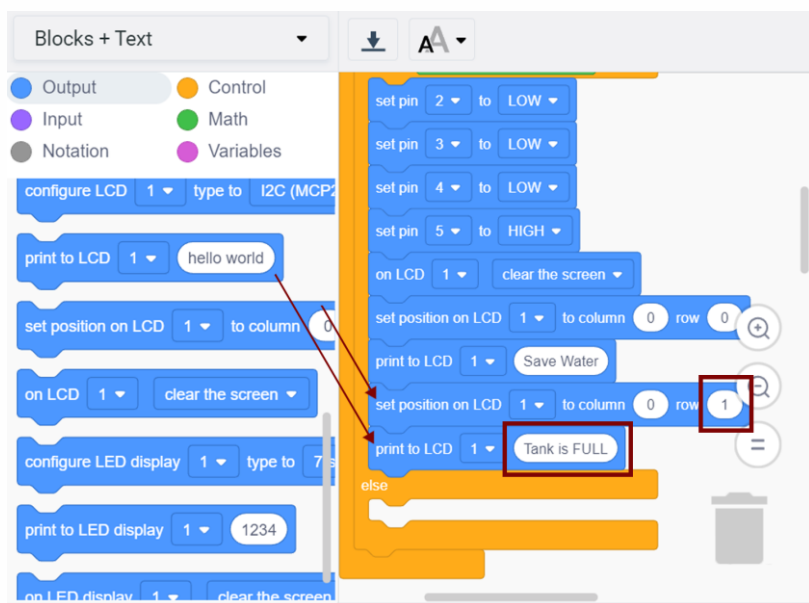 Blocks + Text
AA
Output
Control
Input
Math
Notation
Variables
configure LCD 1 type to I2C (MCP2
print to LCD 1 hello world
set position on LCD 1 to column 0
on LCD 1 clear the screen
configure LED display 1 type to 7
print to LED display 1 1234
on LED display 1 clear the screen
set pin 2 to LOW
set pin 3 to LOW
set pin 4 to LOW
set pin 5 to HIGH
on LCD 1 clear the screen
set position on LCD 1 to column 0 row 0
print to LCD 1 Save Water
set position on LCD 1 to column 0 row 1
print to LCD 1 Tank is FULL
else